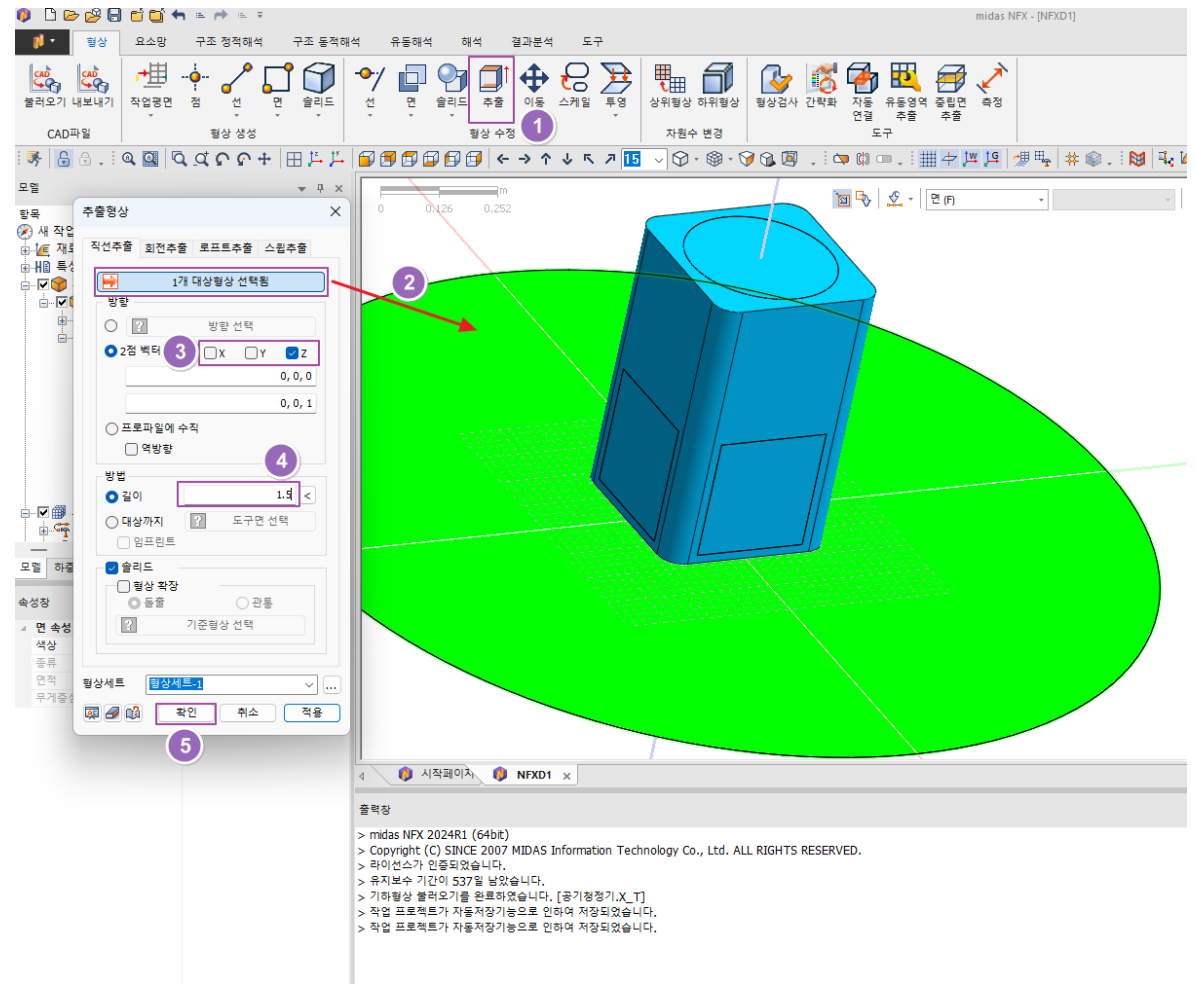 midas NFX - [NFXD1]
형상 요소망 구조 정적해석 구조 동적해석 유동해석 해석 결과분석 도구
CAD CAD
불러오기 내보내기 작업평면 점 선 면 솔리드 선 면 솔리드 추출 이동 스케일 투영 상위형상 하위형상 형상검사 간략화 자동 연결 유동영역 추출 중립면 추출 측정
CAD파일 형상 생성 형상 수정 차원수 변경 도구
1
15
모델
항목
새 작업
재료
특성
추출형상
직선추출 회전추출 로프트추출 스윕추출
1개 대상형상 선택됨
2
방향
? 방향 선택
2점 벡터 3 X Y Z
0, 0, 0
0, 0, 1
프로파일에 수직
역방향
4
방법
길이 1.5 <
대상까지 ? 도구면 선택
임프린트
솔리드
형상 확장
돌출 관통
? 기준형상 선택
형상세트 형상세트-1 ...
확인 취소 적용
5
모델 하중
속성창
면 속성
색상
종류
면적
무게중심
m
0 0.126 0.252
면 (F)
시작페이지 NFXD1
출력창
> midas NFX 2024R1 (64bit)
> Copyright (C) SINCE 2007 MIDAS Information Technology Co., Ltd. ALL RIGHTS RESERVED.
> 라이선스가 인증되었습니다.
> 유지보수 기간이 537일 남았습니다.
> 기하형상 불러오기를 완료하였습니다. [공기청정기.X_T]
> 작업 프로젝트가 자동저장기능으로 인하여 저장되었습니다.
> 작업 프로젝트가 자동저장기능으로 인하여 저장되었습니다.